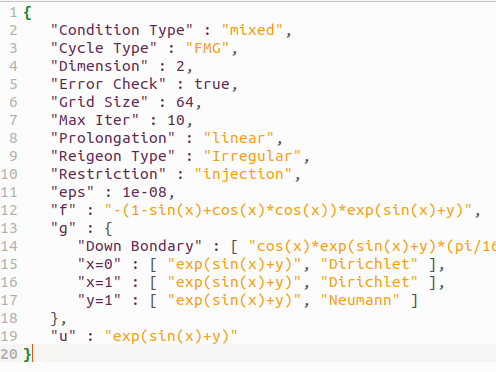 1 {
2 "Condition Type" : "mixed",
3 "Cycle Type" : "FMG",
4 "Dimension" : 2,
5 "Error Check" : true,
6 "Grid Size" : 64,
7 "Max Iter" : 10,
8 "Prolongation" : "linear",
9 "Reigeon Type" : "Irregular",
10 "Restriction" : "injection",
11 "eps" : 1e-08,
12 "f" : "-(1-sin(x)+cos(x)*cos(x))*exp(sin(x)+y)",
13 "g" : {
14 "Down Bondary" : [ "cos(x)*exp(sin(x)+y)*(pi/16
15 "x=0" : [ "exp(sin(x)+y)", "Dirichlet" ],
16 "x=1" : [ "exp(sin(x)+y)", "Dirichlet" ],
17 "y=1" : [ "exp(sin(x)+y)", "Neumann" ]
18 },
19 "u" : "exp(sin(x)+y)"
20 }